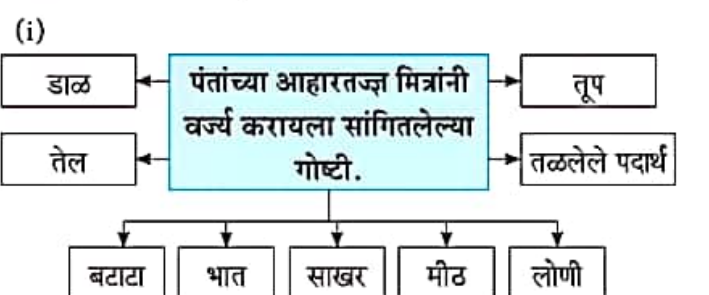 (i)
डाळ
पंतांच्या आहारतज्ज्ञ मित्रांनी
वर्ज्य करायला सांगितलेल्या
गोष्टी.
तूप
तेल
तळलेले पदार्थ
बटाटा
भात
साखर
मीठ
लोणी